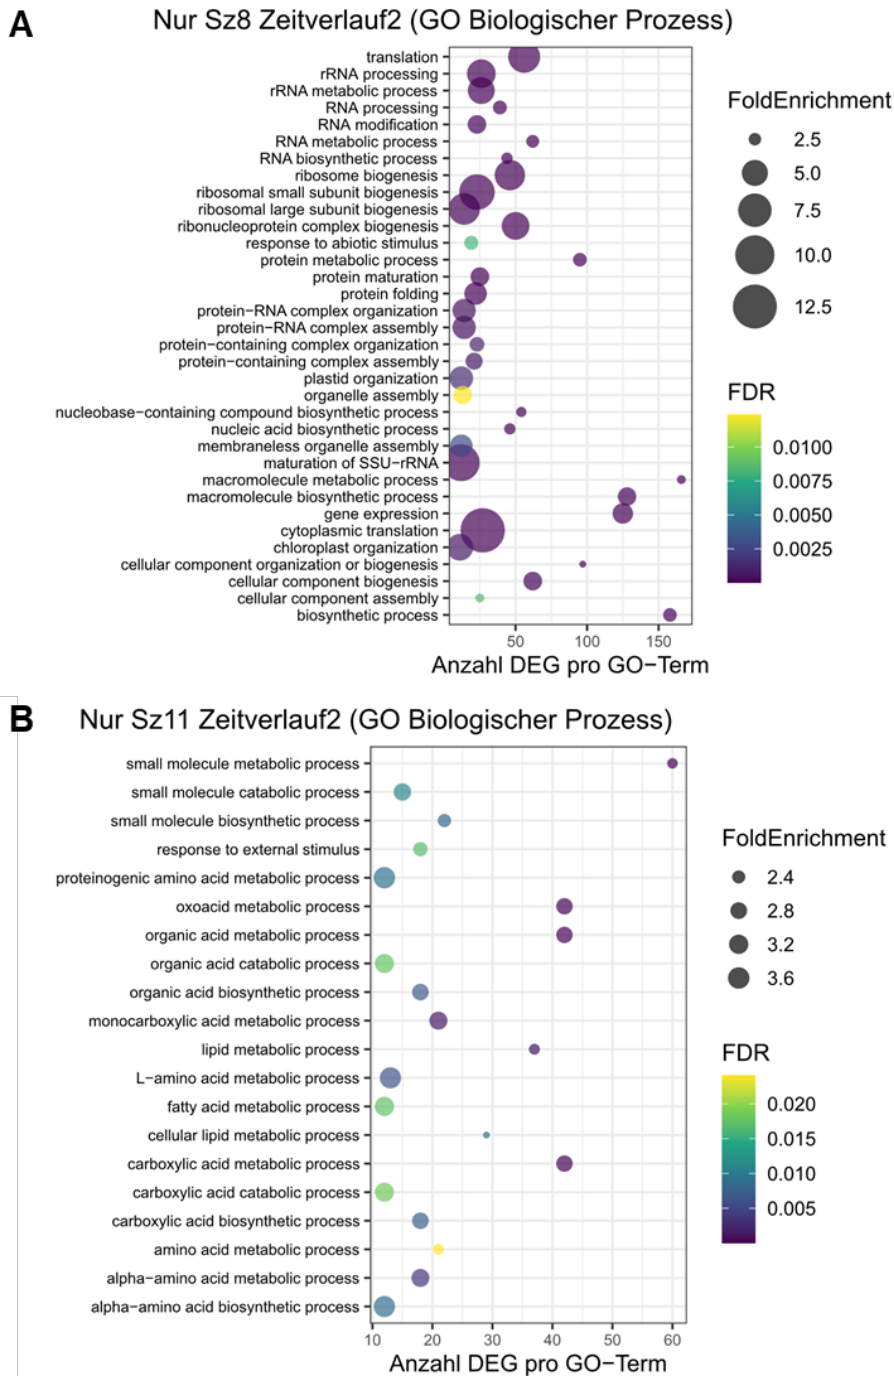 A
Nur Sz8 Zeitverlauf2 (GO Biologischer Prozess)
translation
rRNA processing
rRNA metabolic process
RNA processing
RNA modification
RNA metabolic process
RNA biosynthetic process
ribosome biogenesis
ribosomal small subunit biogenesis
ribosomal large subunit biogenesis
ribonucleoprotein complex biogenesis
response to abiotic stimulus
protein metabolic process
protein maturation
protein folding
protein−RNA complex organization
protein−RNA complex assembly
protein−containing complex organization
protein−containing complex assembly
plastid organization
organelle assembly
nucleobase−containing compound biosynthetic process
nucleic acid biosynthetic process
membraneless organelle assembly
maturation of SSU−rRNA
macromolecule metabolic process
macromolecule biosynthetic process
gene expression
cytoplasmic translation
chloroplast organization
cellular component organization or biogenesis
cellular component biogenesis
cellular component assembly
biosynthetic process
50 100 150
Anzahl DEG pro GO−Term
FoldEnrichment
2.5
5.0
7.5
10.0
12.5
FDR
0.0100
0.0075
0.0050
0.0025
B
Nur Sz11 Zeitverlauf2 (GO Biologischer Prozess)
small molecule metabolic process
small molecule catabolic process
small molecule biosynthetic process
response to external stimulus
proteinogenic amino acid metabolic process
oxoacid metabolic process
organic acid metabolic process
organic acid catabolic process
organic acid biosynthetic process
monocarboxylic acid metabolic process
lipid metabolic process
L−amino acid metabolic process
fatty acid metabolic process
cellular lipid metabolic process
carboxylic acid metabolic process
carboxylic acid catabolic process
carboxylic acid biosynthetic process
amino acid metabolic process
alpha−amino acid metabolic process
alpha−amino acid biosynthetic process
10 20 30 40 50 60
Anzahl DEG pro GO−Term
FoldEnrichment
2.4
2.8
3.2
3.6
FDR
0.020
0.015
0.010
0.005